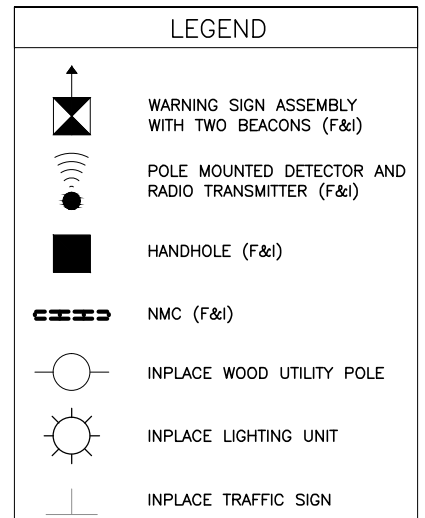 LEGEND
WARNING SIGN ASSEMBLY
WITH TWO BEACONS (F&I)
POLE MOUNTED DETECTOR AND
RADIO TRANSMITTER (F&I)
HANDHOLE (F&I)
NMC (F&I)
INPLACE WOOD UTILITY POLE
INPLACE LIGHTING UNIT
INPLACE TRAFFIC SIGN